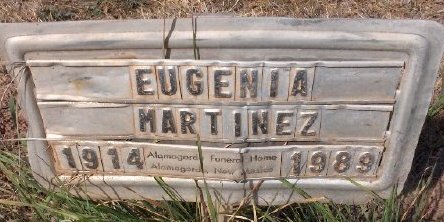 EUGENIA
MARTINEZ
1914 Alamogordo Funeral Home 1989
Alamogordo New Mexico